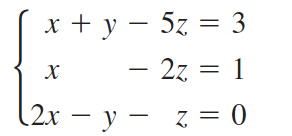 x + y − 5z = 3
x − 2z = 1
2x − y − z = 0